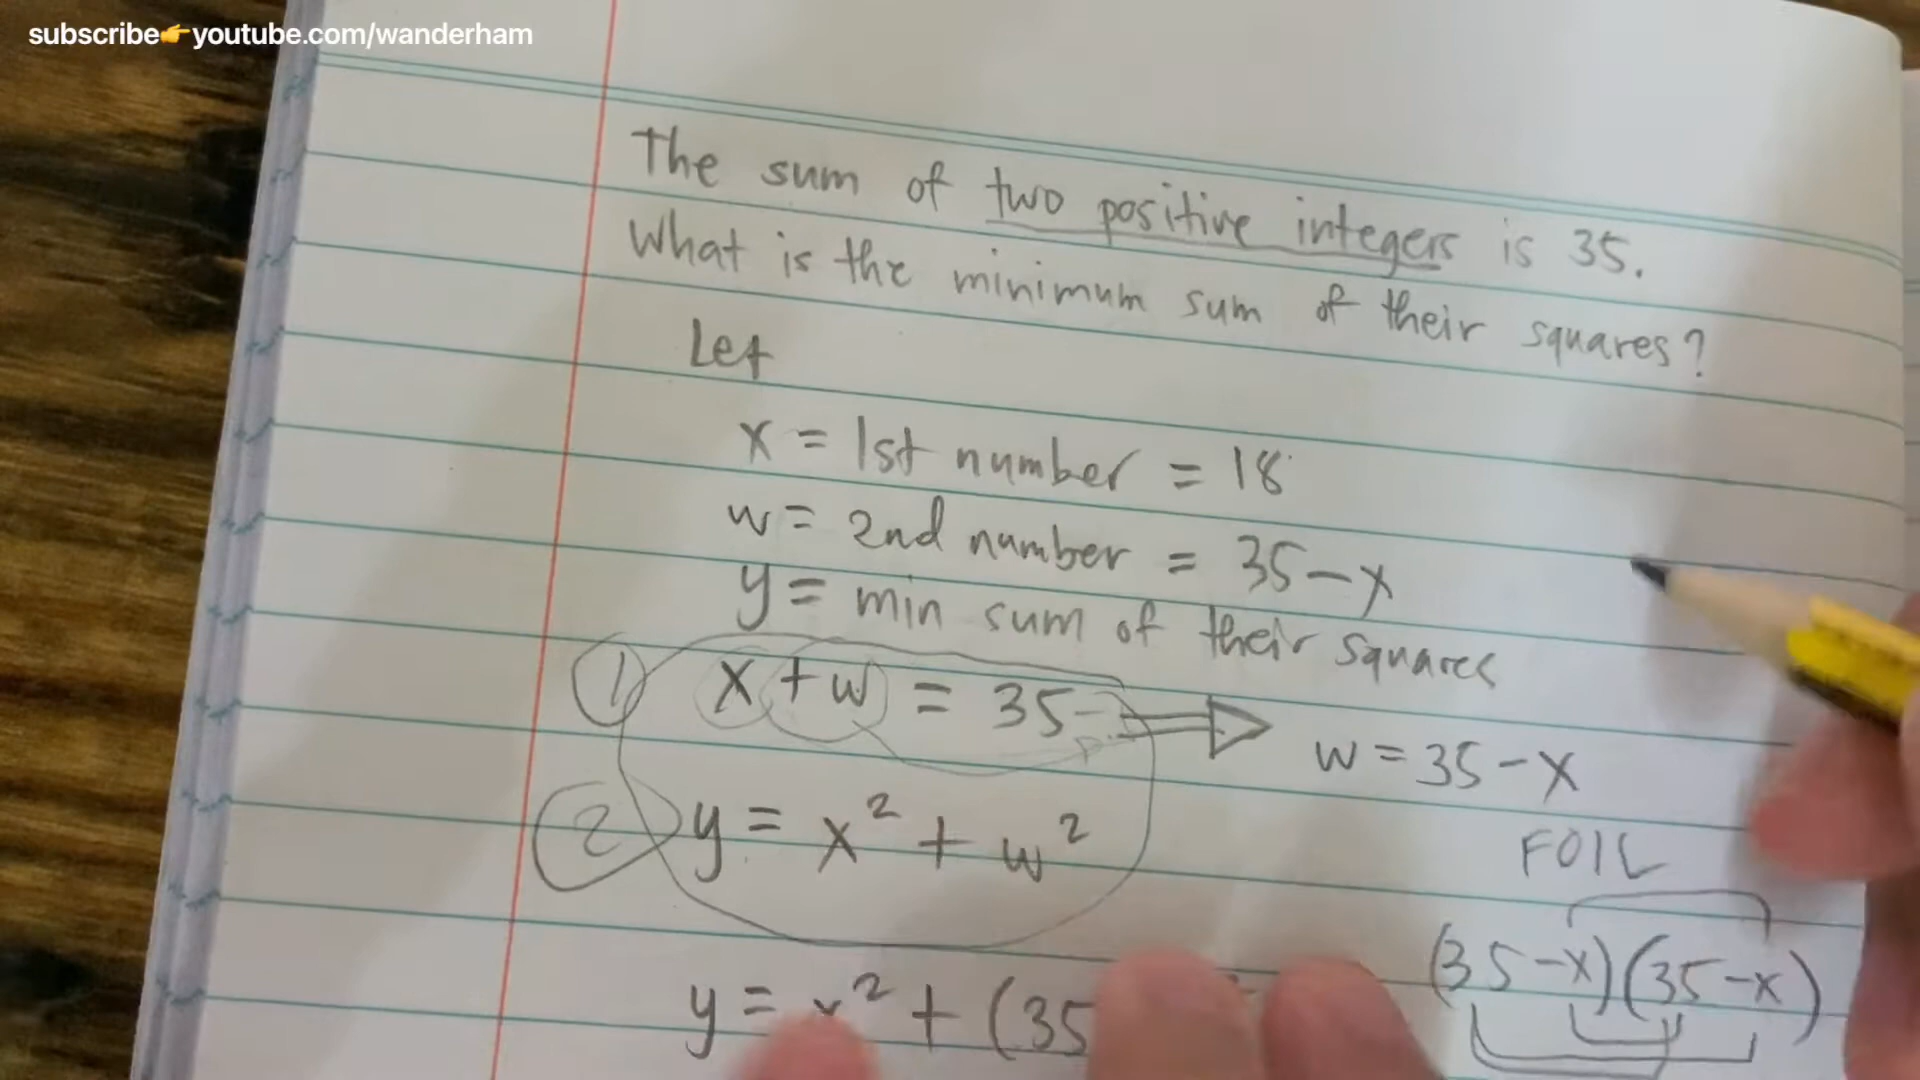 subscribe👉youtube.com/wanderham
The sum of two positive integers is 35.
What is the minimum sum of their squares?
Let
x = 1st number = 18
w = 2nd number = 35-x
y = min sum of their squares
① x + w = 35
w = 35 - x
② y = x² + w²
FOIL
(35-x)(35-x)
y = x² + (35